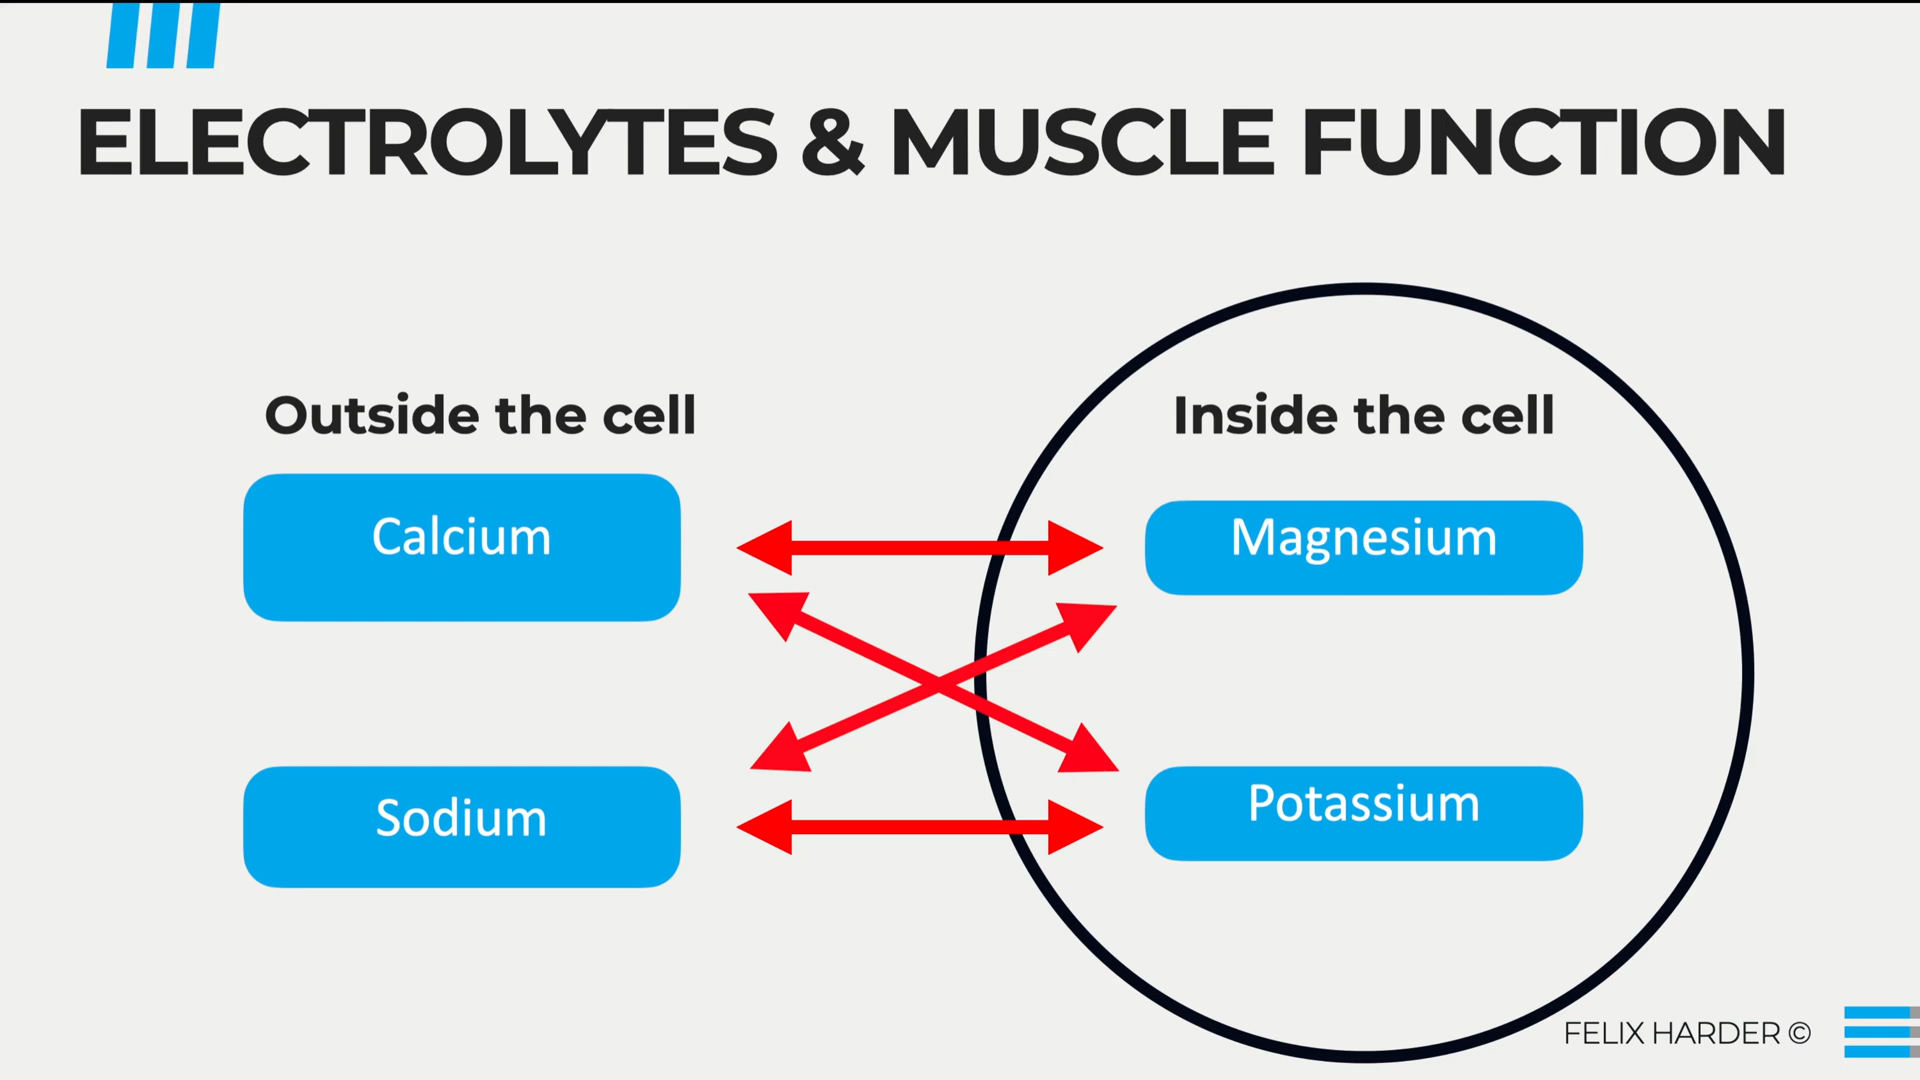 ELECTROLYTES & MUSCLE FUNCTION
Outside the cell
Calcium
Sodium
Inside the cell
Magnesium
Potassium
FELIX HARDER ©